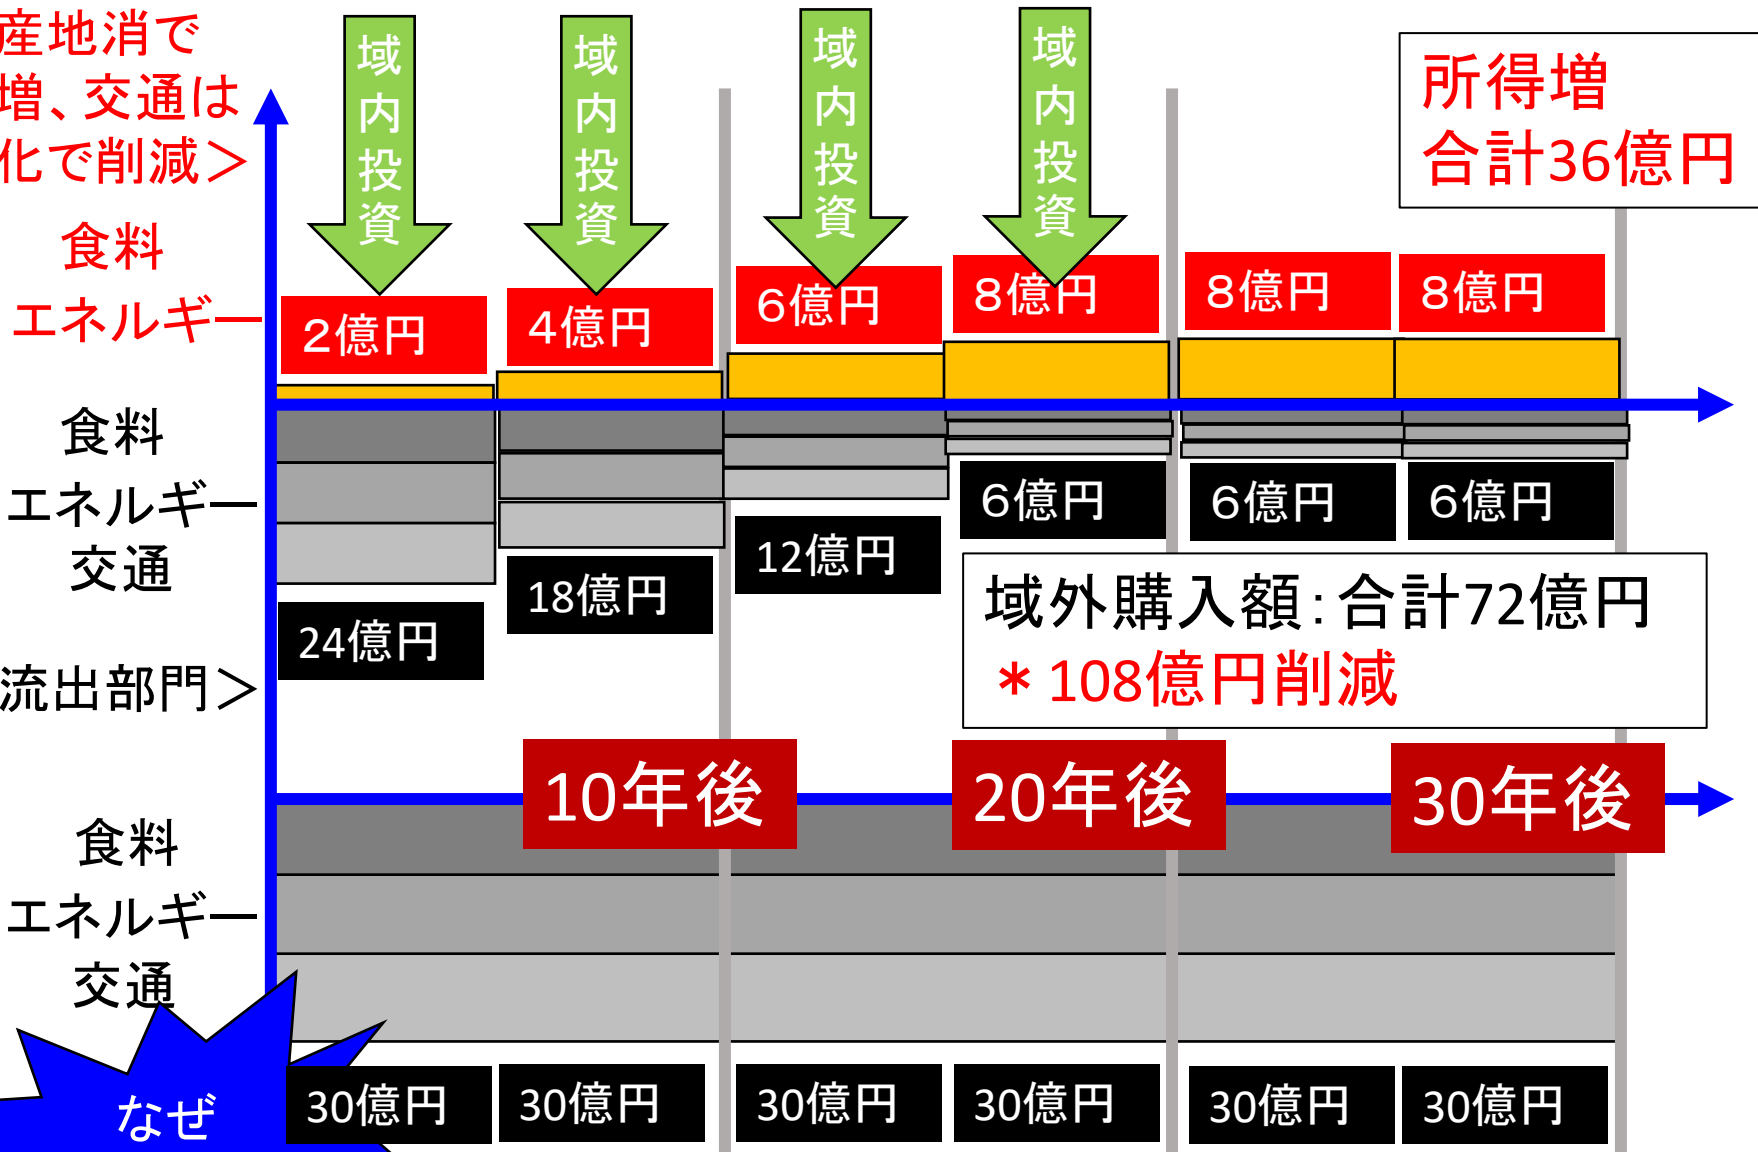 産地消で
増、交通は
化で削減＞
域内投資
域内投資
域内投資
域内投資
所得増
合計36億円
食料
エネルギー
2億円
4億円
6億円
8億円
8億円
8億円
食料
エネルギー
交通
24億円
18億円
12億円
6億円
6億円
6億円
域外購入額：合計72億円
＊108億円削減
流出部門＞
10年後
20年後
30年後
食料
エネルギー
交通
なぜ
30億円
30億円
30億円
30億円
30億円
30億円